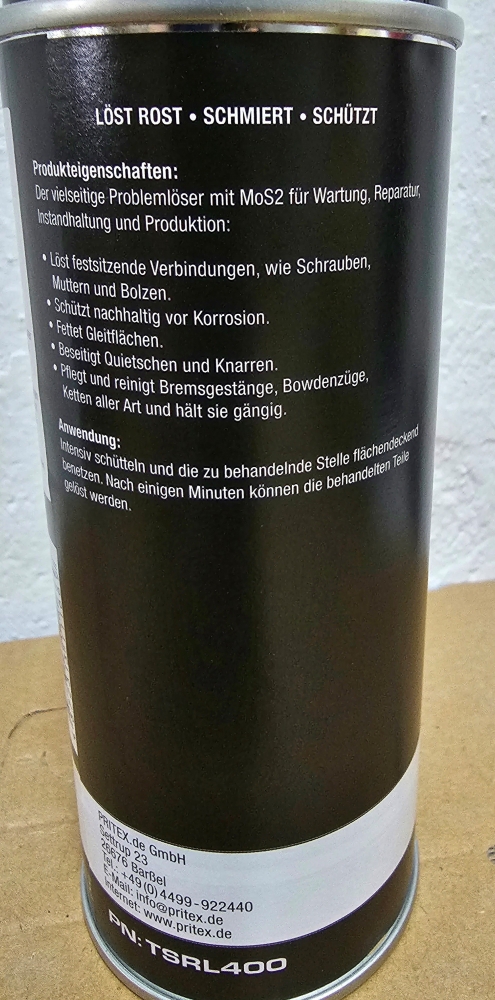 LÖST ROST • SCHMIERT • SCHÜTZT
Produkteigenschaften:
Der vielseitige Problemlöser mit MoS2 für Wartung, Reparatur,
Instandhaltung und Produktion:
• Löst festsitzende Verbindungen, wie Schrauben,
Muttern und Bolzen.
• Schützt nachhaltig vor Korrosion.
• Fettet Gleitflächen.
• Beseitigt Quietschen und Knarren.
• Pflegt und reinigt Bremsgestänge, Bowdenzüge,
Ketten aller Art und hält sie gängig.
Anwendung:
Intensiv schütteln und die zu behandelnde Stelle flächendeckend
benetzen. Nach einigen Minuten können die behandelten Teile
gelöst werden.
PRITEX.de GmbH
Settrup 23
26676 Barßel
Tel.: +49(0)4499-922440
E-Mail: info@pritex.de
Internet: www.pritex.de
PN: TSRL400